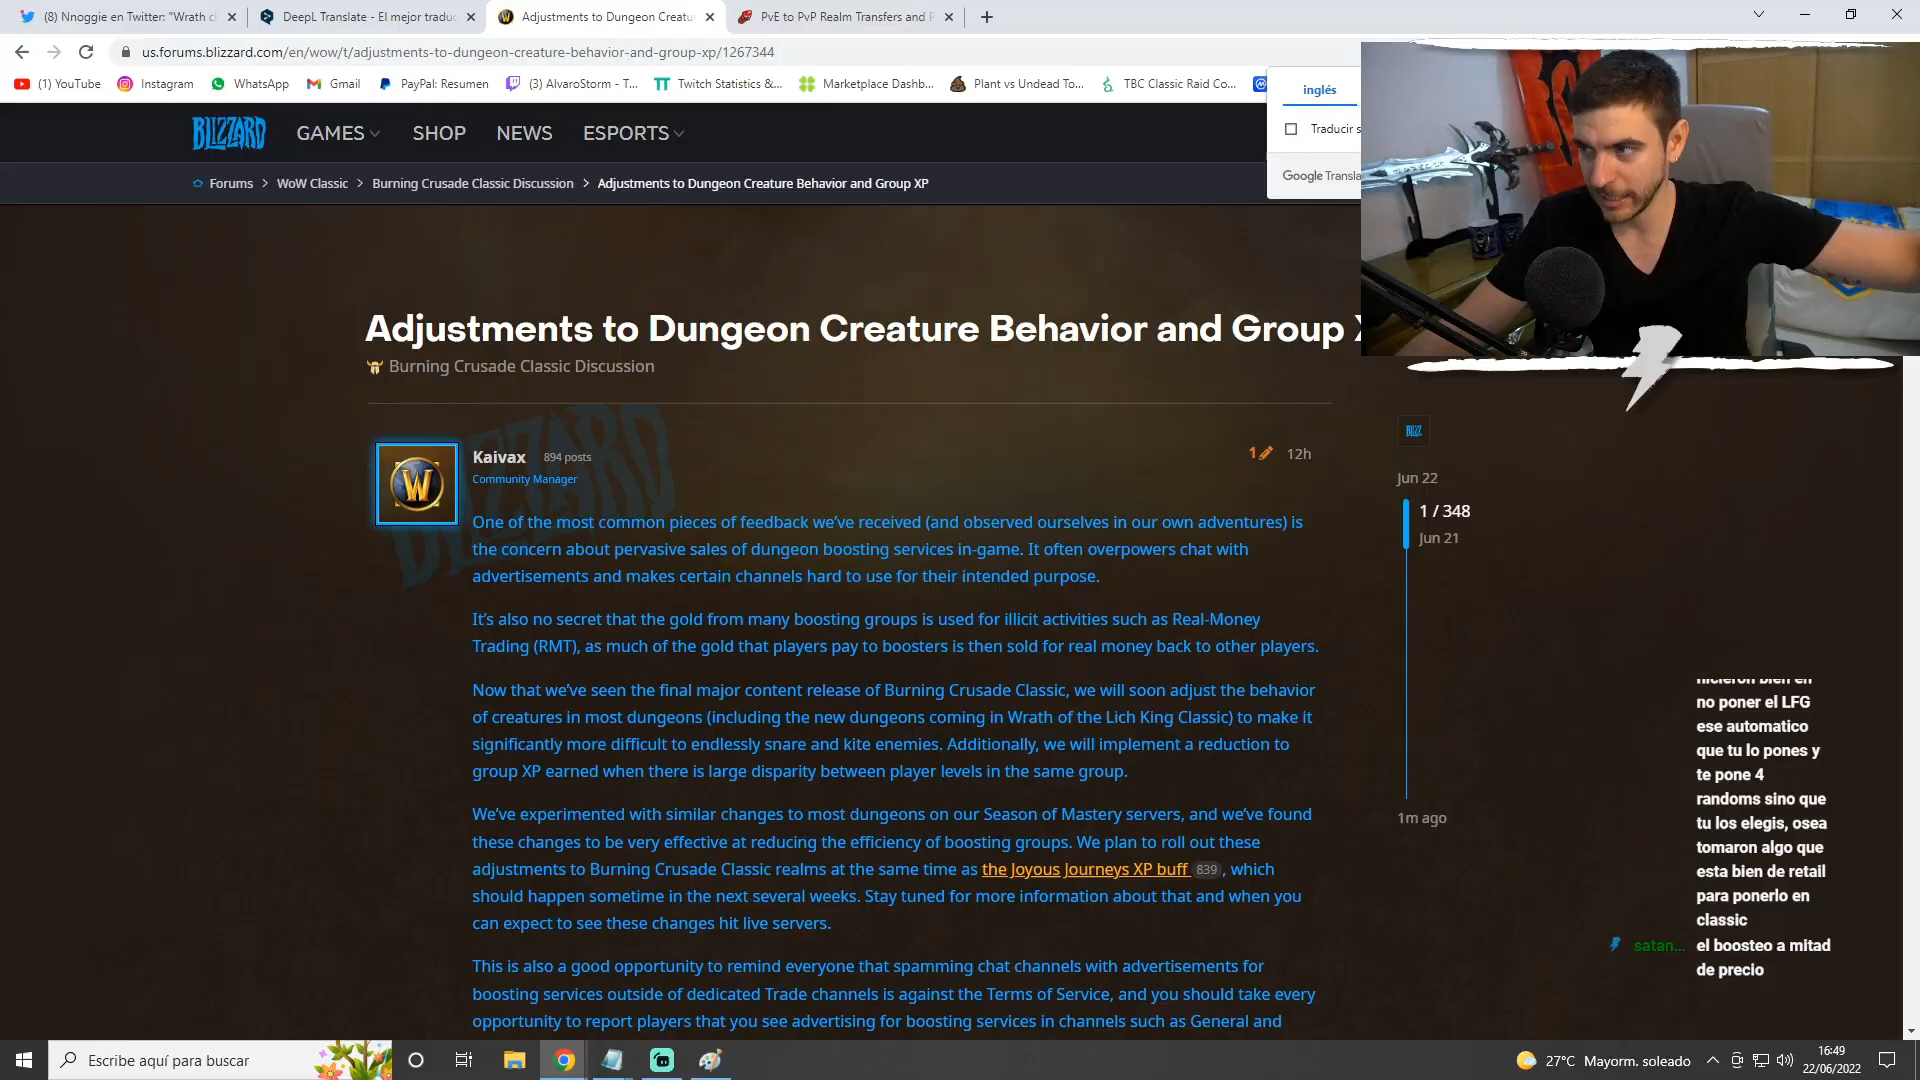 (8) Nnoggie en Twitter: "Wrath cl
DeepL Translate - El mejor traduc
Adjustments to Dungeon Creatur
PvE to PvP Realm Transfers and P
us.forums.blizzard.com/en/wow/t/adjustments-to-dungeon-creature-behavior-and-group-xp/1267344
(1) YouTube
Instagram
WhatsApp
Gmail
PayPal: Resumen
(3) AlvaroStorm - T...
Twitch Statistics &...
Marketplace Dashb...
Plant vs Undead To...
TBC Classic Raid Co...
inglés
Traducir s
Google Transla
BLIZZARD
GAMES
SHOP
NEWS
ESPORTS
Forums > WoW Classic > Burning Crusade Classic Discussion > Adjustments to Dungeon Creature Behavior and Group XP
Adjustments to Dungeon Creature Behavior and Group X
Burning Crusade Classic Discussion
BLIZZARD
Kaivax 894 posts
1 12h
Community Manager
One of the most common pieces of feedback we've received (and observed ourselves in our own adventures) is
the concern about pervasive sales of dungeon boosting services in-game. It often overpowers chat with
advertisements and makes certain channels hard to use for their intended purpose.
It's also no secret that the gold from many boosting groups is used for illicit activities such as Real-Money
Trading (RMT), as much of the gold that players pay to boosters is then sold for real money back to other players.
Now that we've seen the final major content release of Burning Crusade Classic, we will soon adjust the behavior
of creatures in most dungeons (including the new dungeons coming in Wrath of the Lich King Classic) to make it
significantly more difficult to endlessly snare and kite enemies. Additionally, we will implement a reduction to
group XP earned when there is large disparity between player levels in the same group.
We've experimented with similar changes to most dungeons on our Season of Mastery servers, and we've found
these changes to be very effective at reducing the efficiency of boosting groups. We plan to roll out these
adjustments to Burning Crusade Classic realms at the same time as the Joyous Journeys XP buff 839 , which
should happen sometime in the next several weeks. Stay tuned for more information about that and when you
can expect to see these changes hit live servers.
This is also a good opportunity to remind everyone that spamming chat channels with advertisements for
boosting services outside of dedicated Trade channels is against the Terms of Service, and you should take every
opportunity to report players that you see advertising for boosting services in channels such as General and
BLIZZ
Jun 22
1 / 348
Jun 21
1m ago
hicieron bien en
no poner el LFG
ese automatico
que tu lo pones y
te pone 4
randoms sino que
tu los elegis, osea
tomaron algo que
esta bien de retail
para ponerlo en
classic
satan... el boosteo a mitad
de precio
Escribe aquí para buscar
27°C Mayorm. soleado
16:49
22/06/2022